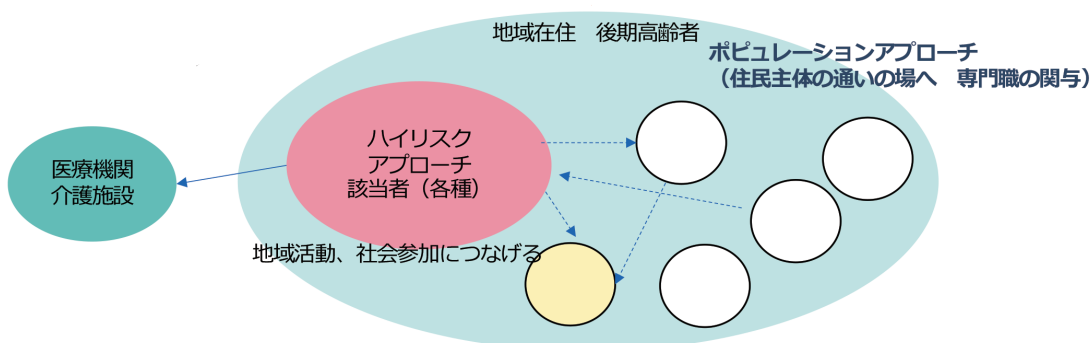 地域在住　後期高齢者
ポピュレーションアプローチ
（住民主体の通いの場へ　専門職の関与）
ハイリスク
アプローチ
該当者（各種）
医療機関
介護施設
地域活動、社会参加につなげる